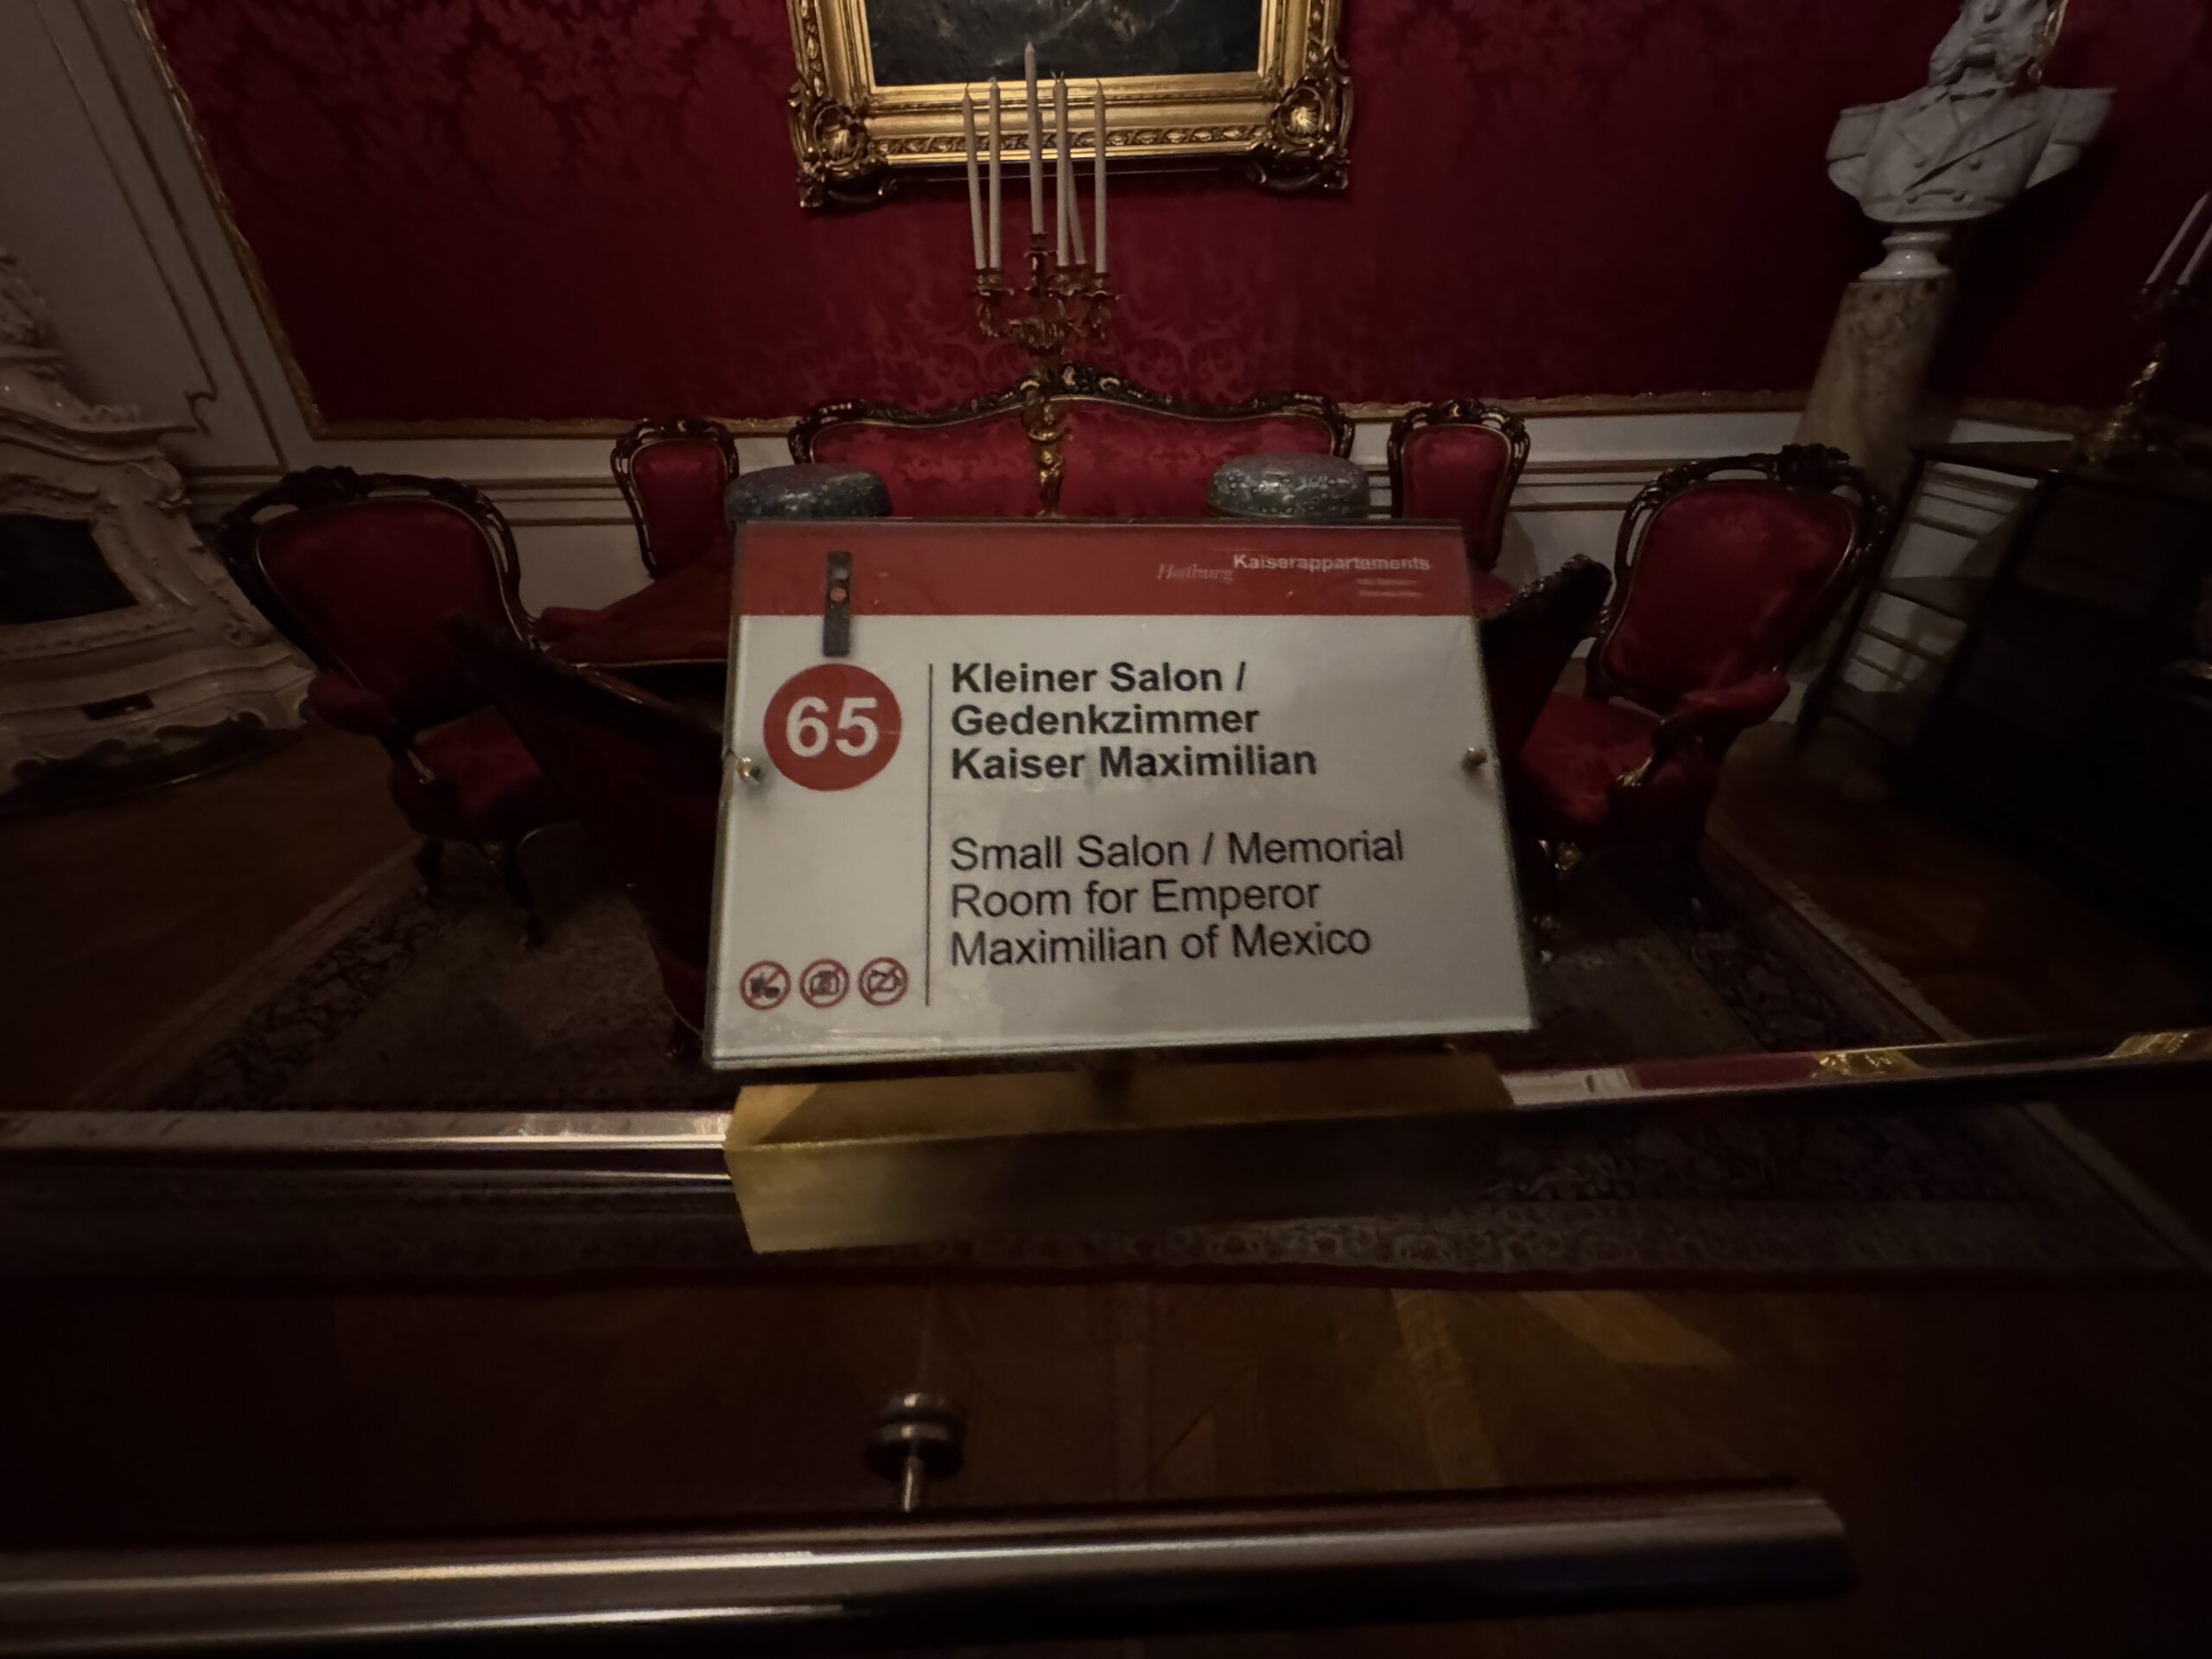 Hofburg Kaiserappartements
65
Kleiner Salon /
Gedenkzimmer
Kaiser Maximilian
Small Salon / Memorial
Room for Emperor
Maximilian of Mexico